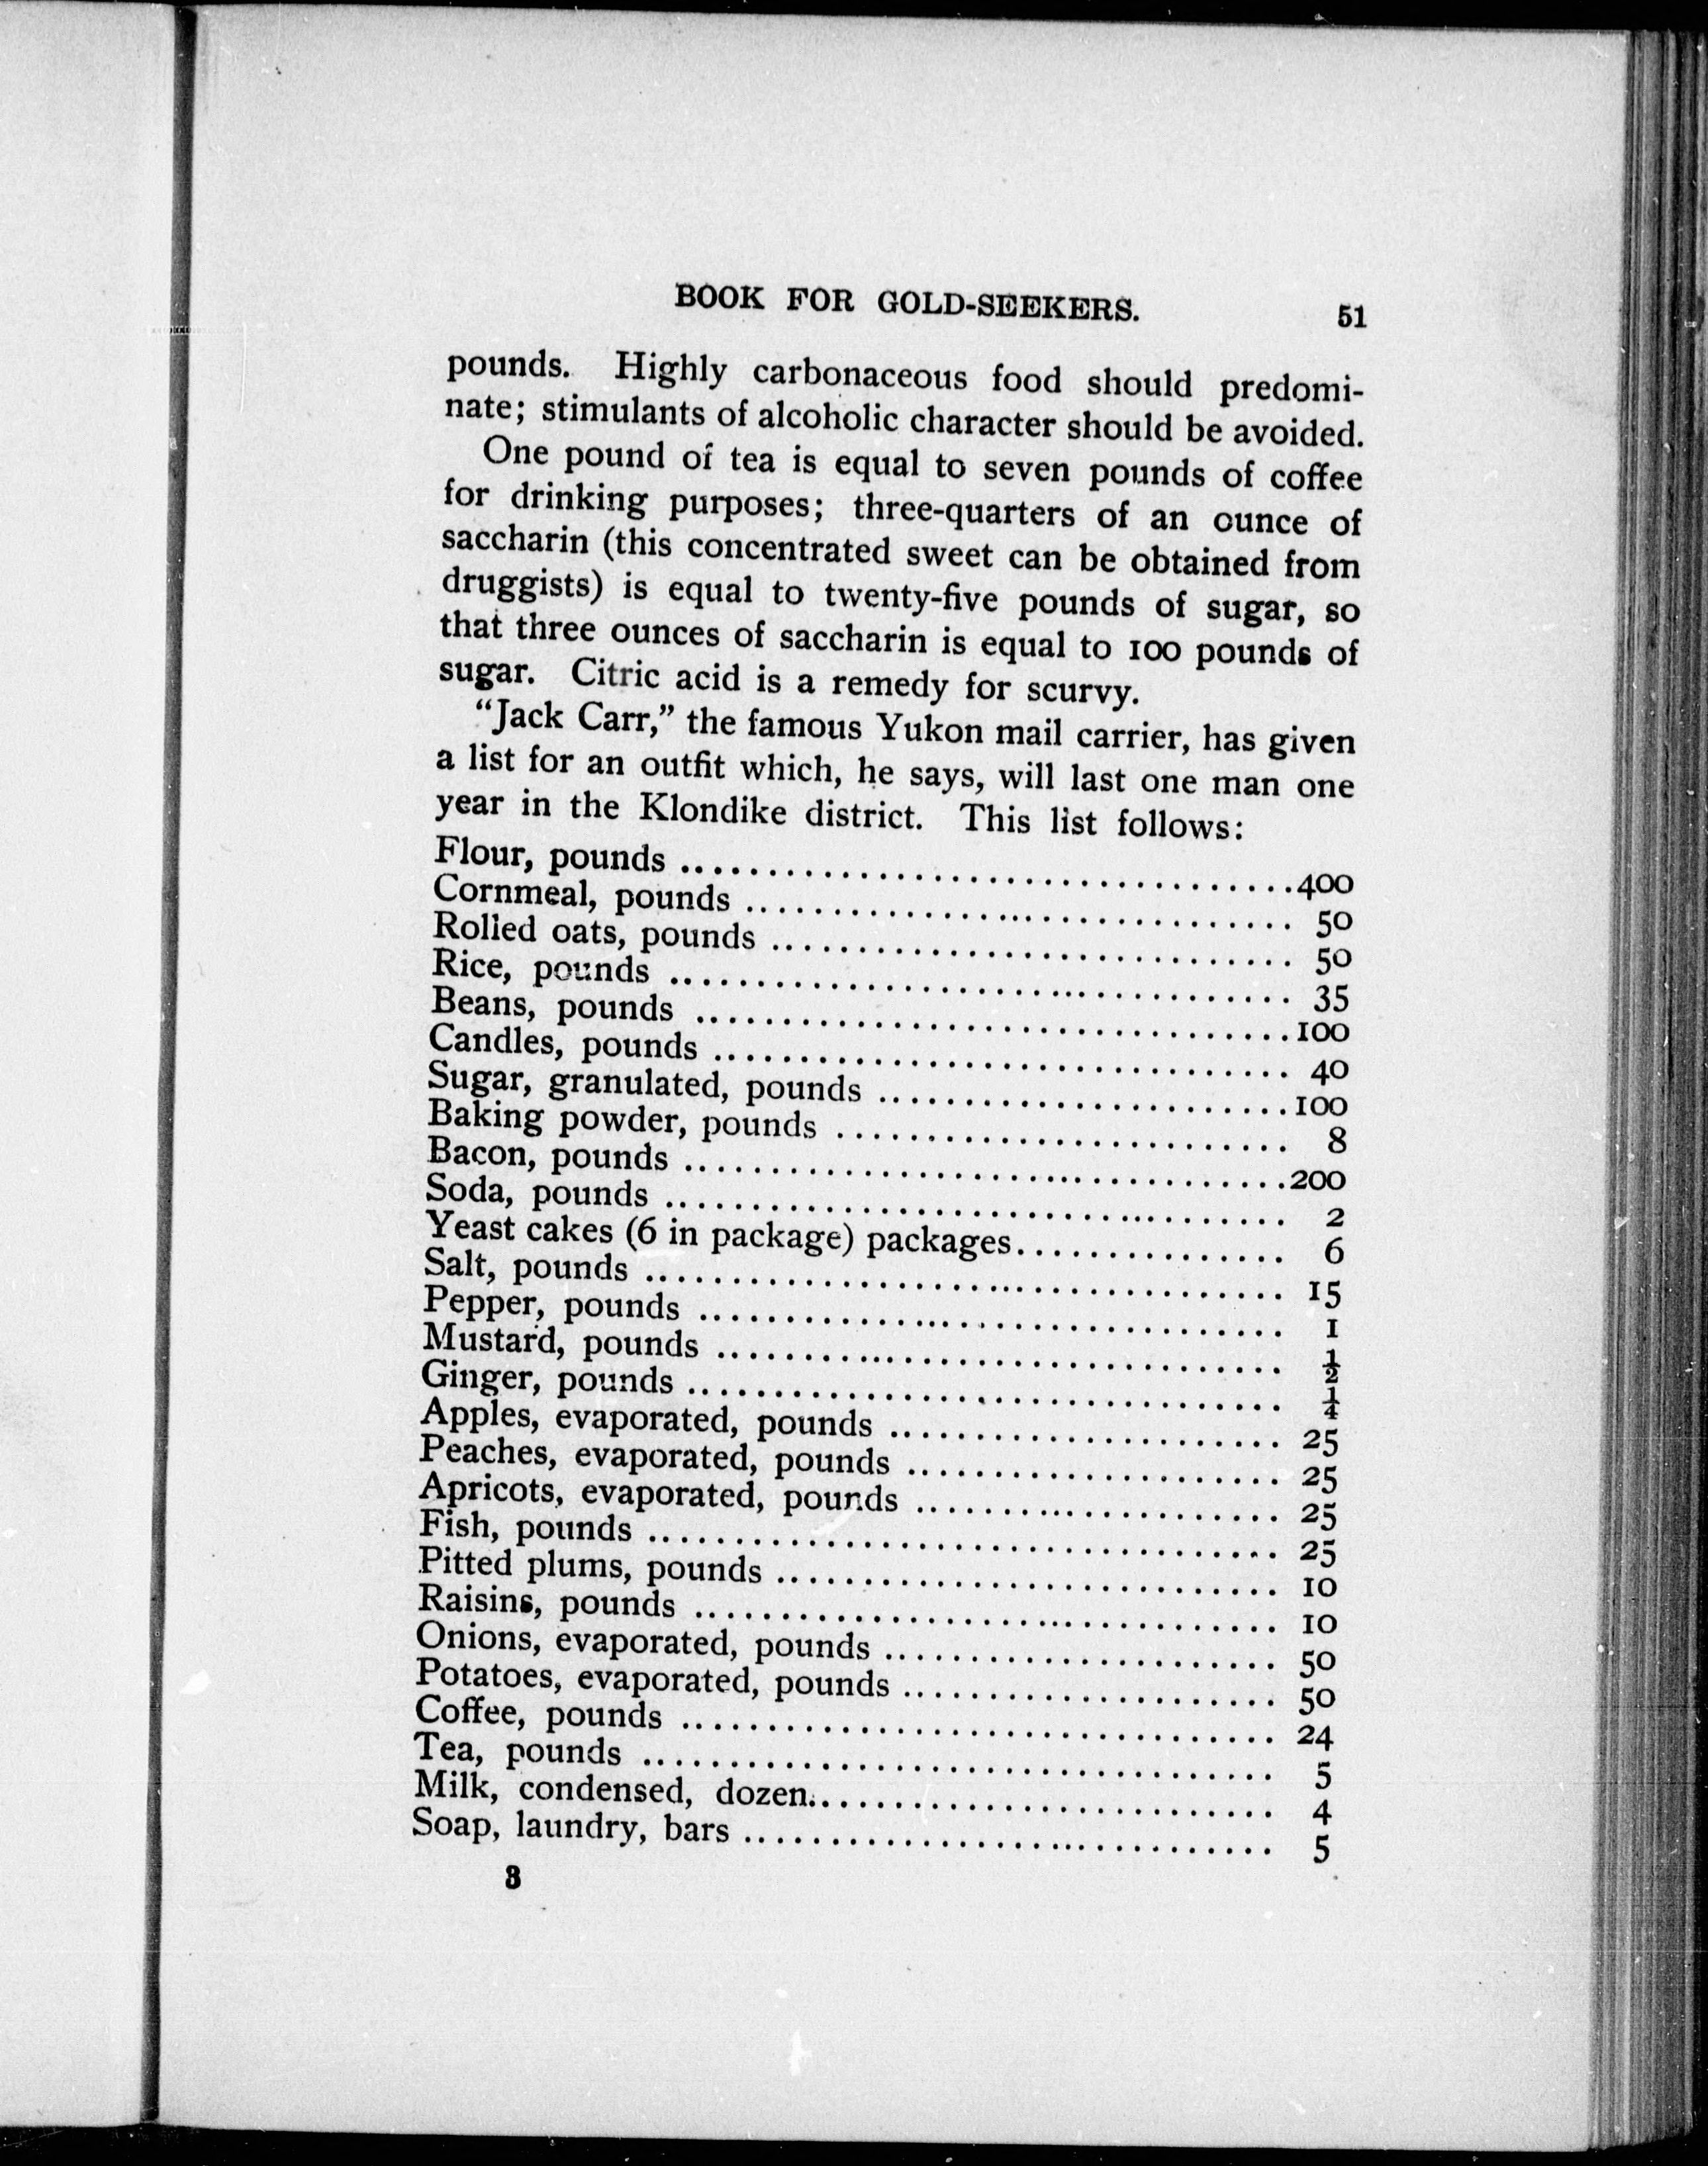 BOOK FOR GOLD-SEEKERS. 51
pounds. Highly carbonaceous food should predomi-
nate; stimulants of alcoholic character should be avoided.
One pound of tea is equal to seven pounds of coffee
for drinking purposes; three-quarters of an ounce of
saccharin (this concentrated sweet can be obtained from
druggists) is equal to twenty-five pounds of sugar, so
that three ounces of saccharin is equal to 100 pounds of
sugar. Citric acid is a remedy for scurvy.
“Jack Carr,” the famous Yukon mail carrier, has given
a list for an outfit which, he says, will last one man one
year in the Klondike district. This list follows:
Flour, pounds ........................................400
Cornmeal, pounds .................................... 50
Rolled oats, pounds .................................. 50
Rice, pounds ......................................... 35
Beans, pounds ........................................100
Candles, pounds ...................................... 40
Sugar, granulated, pounds ............................100
Baking powder, pounds ................................ 8
Bacon, pounds ........................................200
Soda, pounds ......................................... 2
Yeast cakes (6 in package) packages................... 6
Salt, pounds ......................................... 15
Pepper, pounds ....................................... 1
Mustard, pounds ...................................... ½
Ginger, pounds ....................................... ¼
Apples, evaporated, pounds ........................... 25
Peaches, evaporated, pounds .......................... 25
Apricots, evaporated, pounds ......................... 25
Fish, pounds ......................................... 25
Pitted plums, pounds ................................. 10
Raisins, pounds ...................................... 10
Onions, evaporated, pounds ........................... 50
Potatoes, evaporated, pounds ......................... 50
Coffee, pounds ....................................... 24
Tea, pounds .......................................... 5
Milk, condensed, dozen................................ 4
Soap, laundry, bars .................................. 5
3